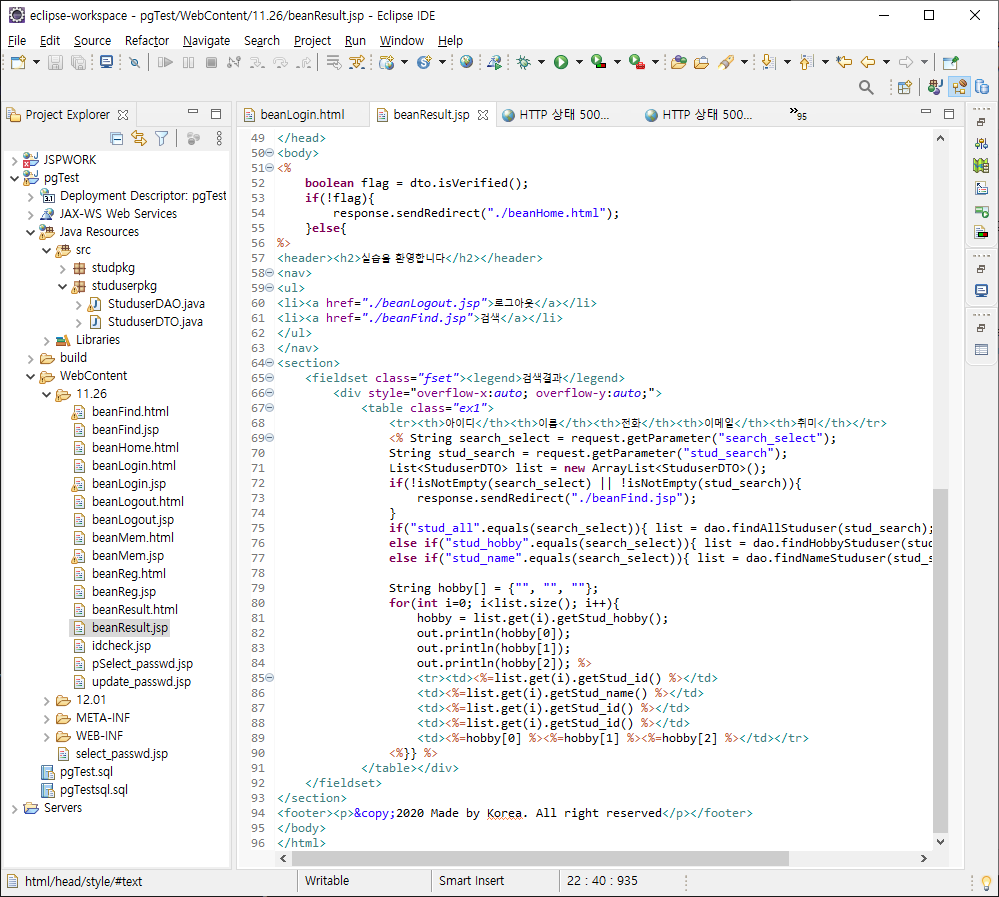 eclipse-workspace - pgTest/WebContent/11.26/beanResult.jsp - Eclipse IDE
File Edit Source Refactor Navigate Search Project Run Window Help
Project Explorer
JSPWORK
pgTest
Deployment Descriptor: pgTest
JAX-WS Web Services
Java Resources
src
studpkg
studuserpkg
StuduserDAO.java
StuduserDTO.java
Libraries
build
WebContent
11.26
beanFind.html
beanFind.jsp
beanHome.html
beanLogin.html
beanLogin.jsp
beanLogout.html
beanLogout.jsp
beanMem.html
beanMem.jsp
beanReg.html
beanReg.jsp
beanResult.html
beanResult.jsp
idcheck.jsp
pSelect_passwd.jsp
update_passwd.jsp
12.01
META-INF
WEB-INF
select_passwd.jsp
pgTest.sql
pgTestsql.sql
Servers
beanLogin.html beanResult.jsp HTTP 상태 500... HTTP 상태 500... »95
49 </head>
50 <body>
51 <%
52 boolean flag = dto.isVerified();
53 if(!flag){
54 response.sendRedirect("./beanHome.html");
55 }else{
56 %>
57 <header><h2>실습을 환영합니다</h2></header>
58 <nav>
59 <ul>
60 <li><a href="./beanLogout.jsp">로그아웃</a></li>
61 <li><a href="./beanFind.jsp">검색</a></li>
62 </ul>
63 </nav>
64 <section>
65 <fieldset class="fset"><legend>검색결과</legend>
66 <div style="overflow-x:auto; overflow-y:auto;">
67 <table class="ex1">
68 <tr><th>아이디</th><th>이름</th><th>전화</th><th>이메일</th><th>취미</th></tr>
69 <% String search_select = request.getParameter("search_select");
70 String stud_search = request.getParameter("stud_search");
71 List<StuduserDTO> list = new ArrayList<StuduserDTO>();
72 if(!isNotEmpty(search_select) || !isNotEmpty(stud_search)){
73 response.sendRedirect("./beanFind.jsp");
74 }
75 if("stud_all".equals(search_select)){ list = dao.findAllStuduser(stud_search);
76 else if("stud_hobby".equals(search_select)){ list = dao.findHobbyStuduser(stud
77 else if("stud_name".equals(search_select)){ list = dao.findNameStuduser(stud_s
78
79 String hobby[] = {"", "", ""};
80 for(int i=0; i<list.size(); i++){
81 hobby = list.get(i).getStud_hobby();
82 out.println(hobby[0]);
83 out.println(hobby[1]);
84 out.println(hobby[2]); %>
85 <tr><td><%=list.get(i).getStud_id() %></td>
86 <td><%=list.get(i).getStud_name() %></td>
87 <td><%=list.get(i).getStud_id() %></td>
88 <td><%=list.get(i).getStud_id() %></td>
89 <td><%=hobby[0] %><%=hobby[1] %><%=hobby[2] %></td></tr>
90 <%}} %>
91 </table></div>
92 </fieldset>
93 </section>
94 <footer><p>&copy;2020 Made by Korea. All right reserved</p></footer>
95 </body>
96 </html>
html/head/style/#text Writable Smart Insert 22 : 40 : 935